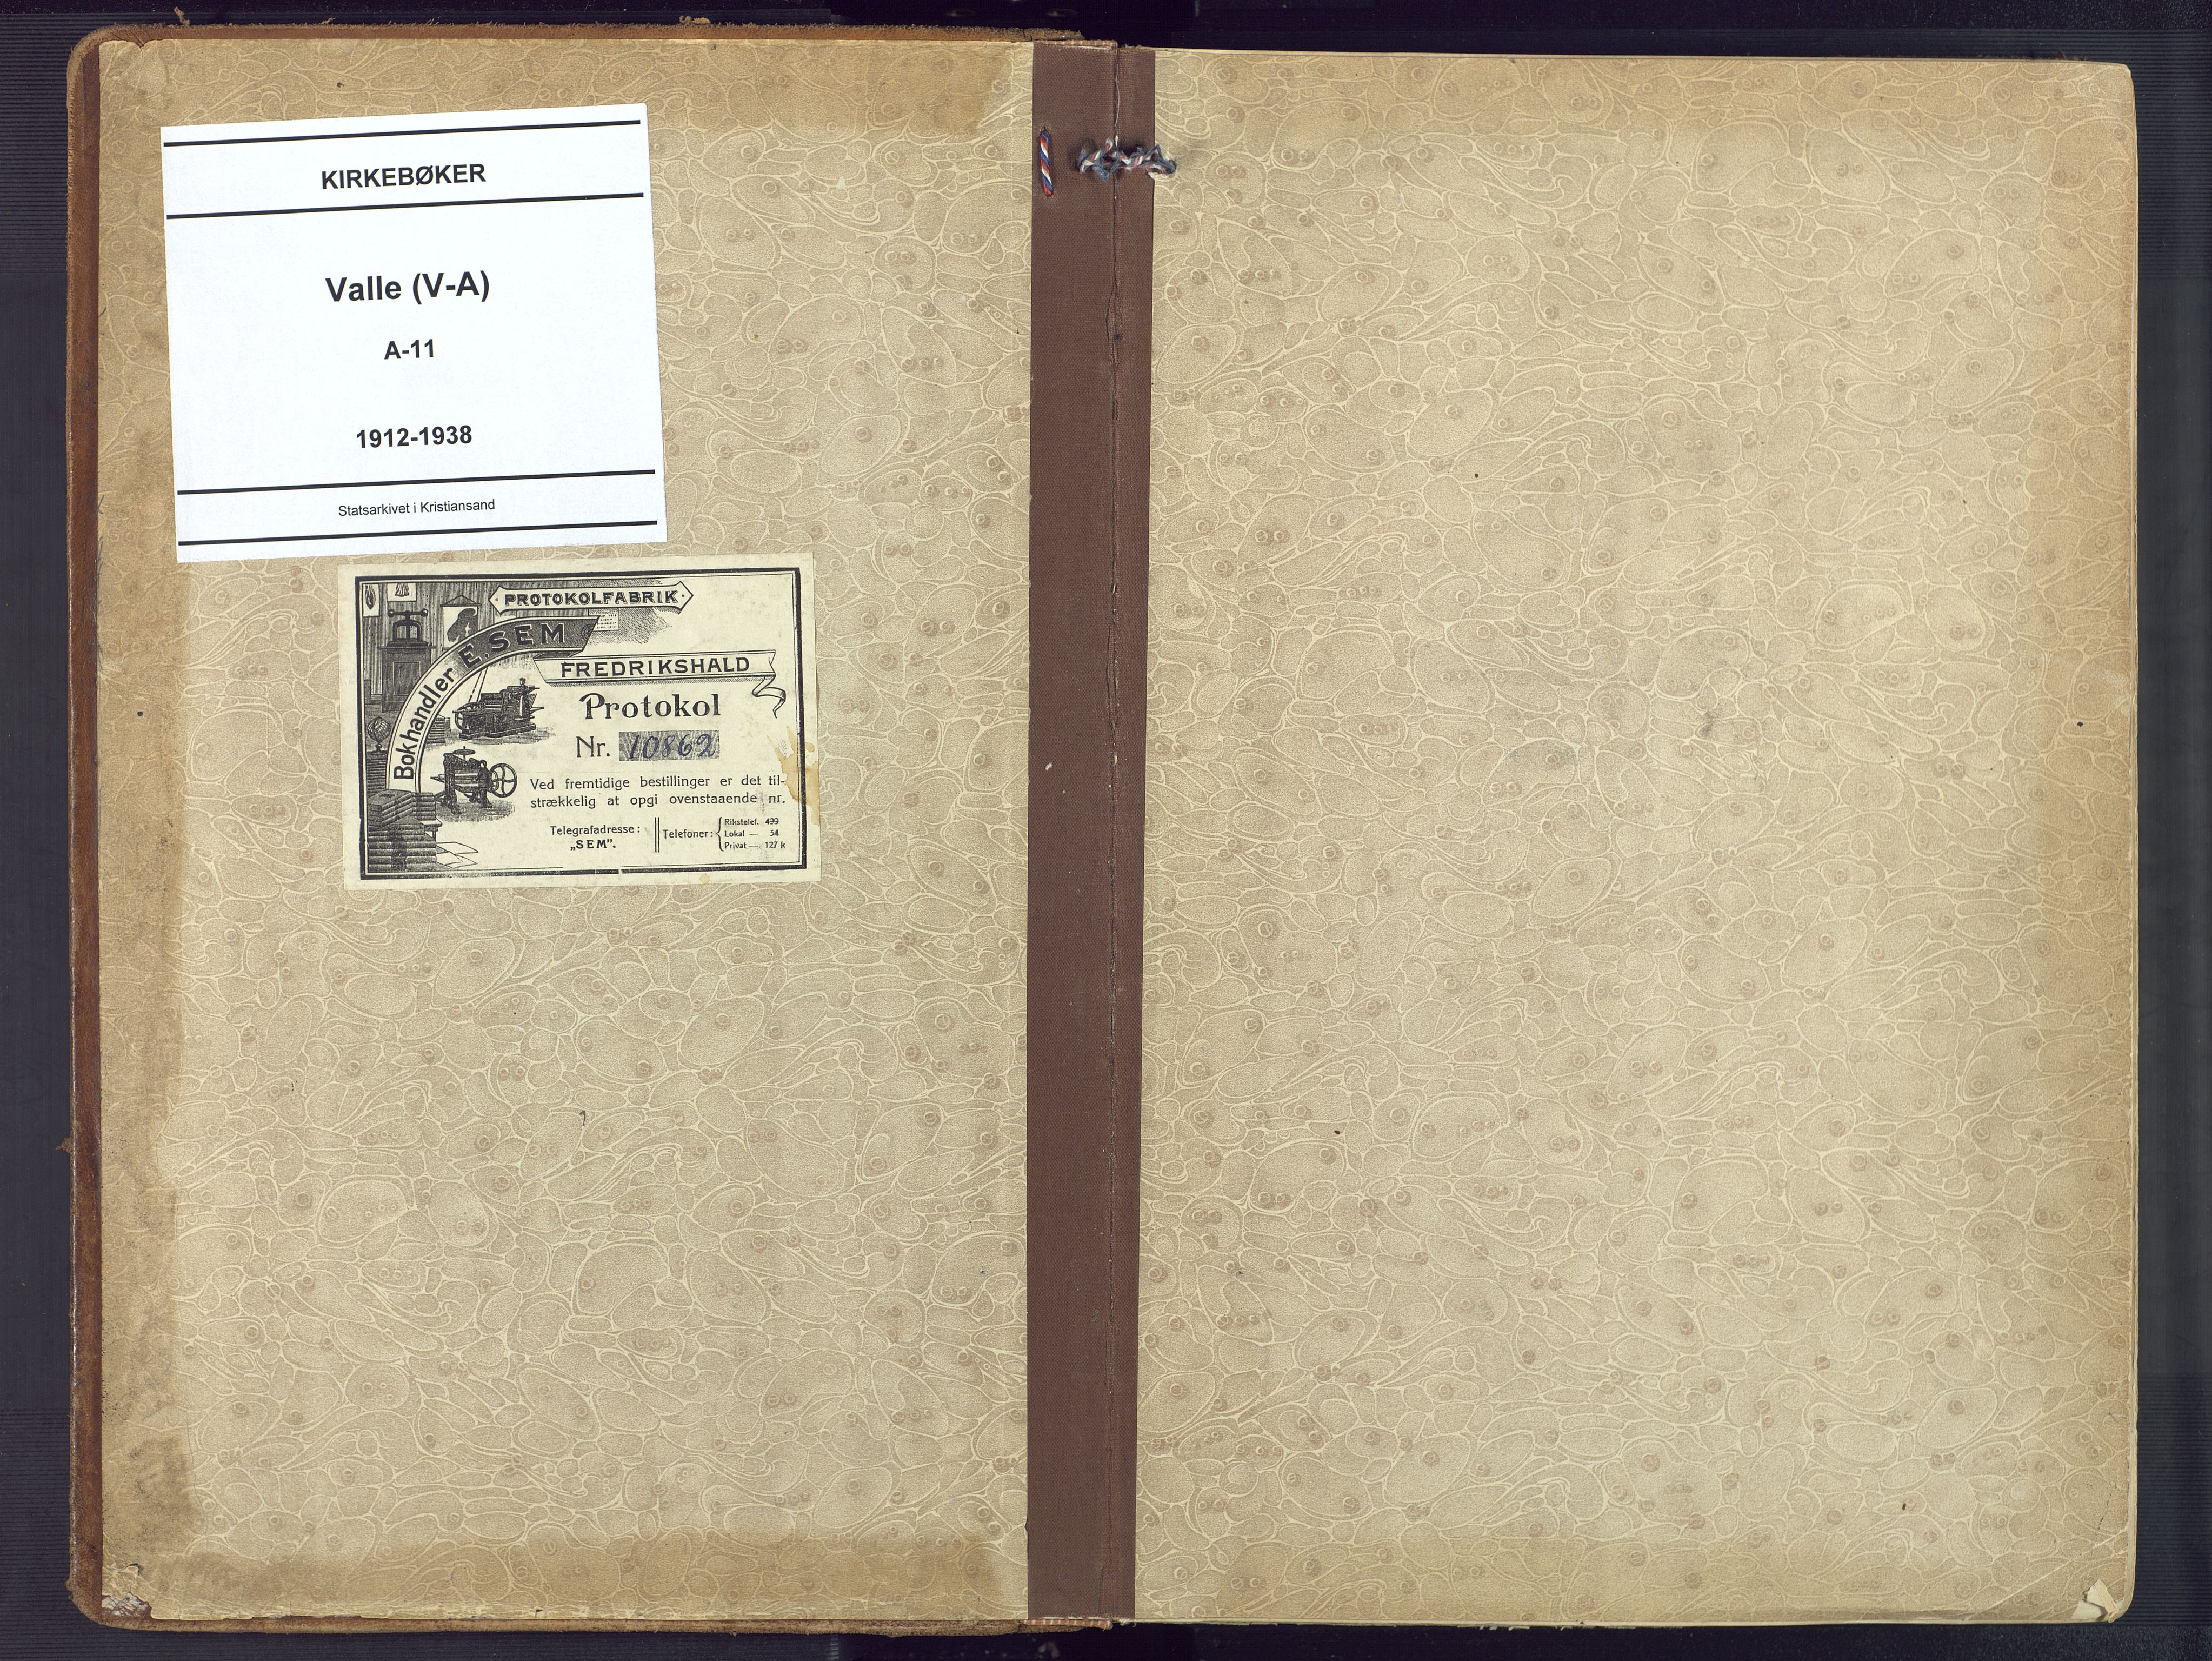 KIRKEBØKER
Valle (V-A)
A-11
1912-1938
Statsarkivet i Kristiansand
PROTOKOLFABRIK
Bokhandler E. SEM
FREDRIKSHALD
Protokol
Nr. 10862
Ved fremtidige bestillinger er det til-
strækkelig at opgi ovenstaaende nr.
Telegrafadresse:
„SEM".
Telefoner:
Rikstelef. 499
Lokal — 34
Privat — 127 k